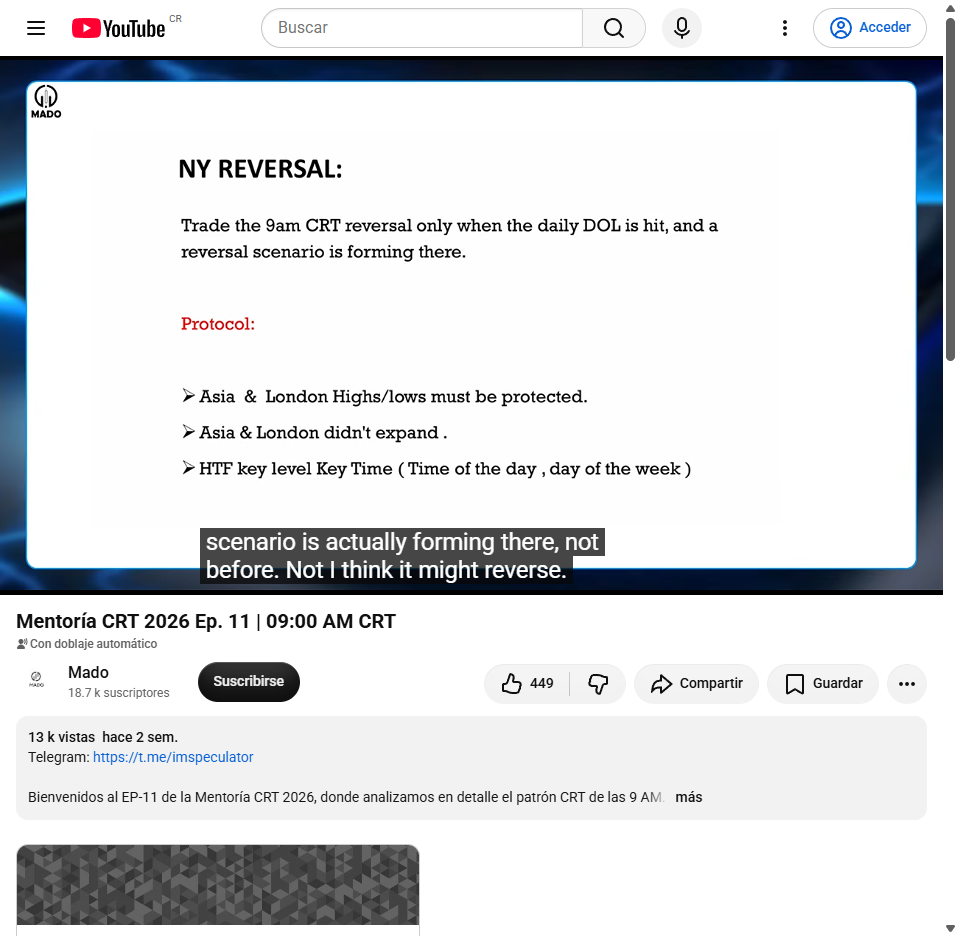 YouTube CR
Buscar
Acceder
MADO
NY REVERSAL:
Trade the 9am CRT reversal only when the daily DOL is hit, and a
reversal scenario is forming there.
Protocol:
➢ Asia & London Highs/lows must be protected.
➢ Asia & London didn't expand .
➢ HTF key level Key Time ( Time of the day , day of the week )
scenario is actually forming there, not
before. Not I think it might reverse.
Mentoría CRT 2026 Ep. 11 | 09:00 AM CRT
Con doblaje automático
MADO
Mado
18.7 k suscriptores
Suscribirse
449
Compartir
Guardar
13 k vistas hace 2 sem.
Telegram: https://t.me/imspeculator
Bienvenidos al EP-11 de la Mentoría CRT 2026, donde analizamos en detalle el patrón CRT de las 9 AM. más